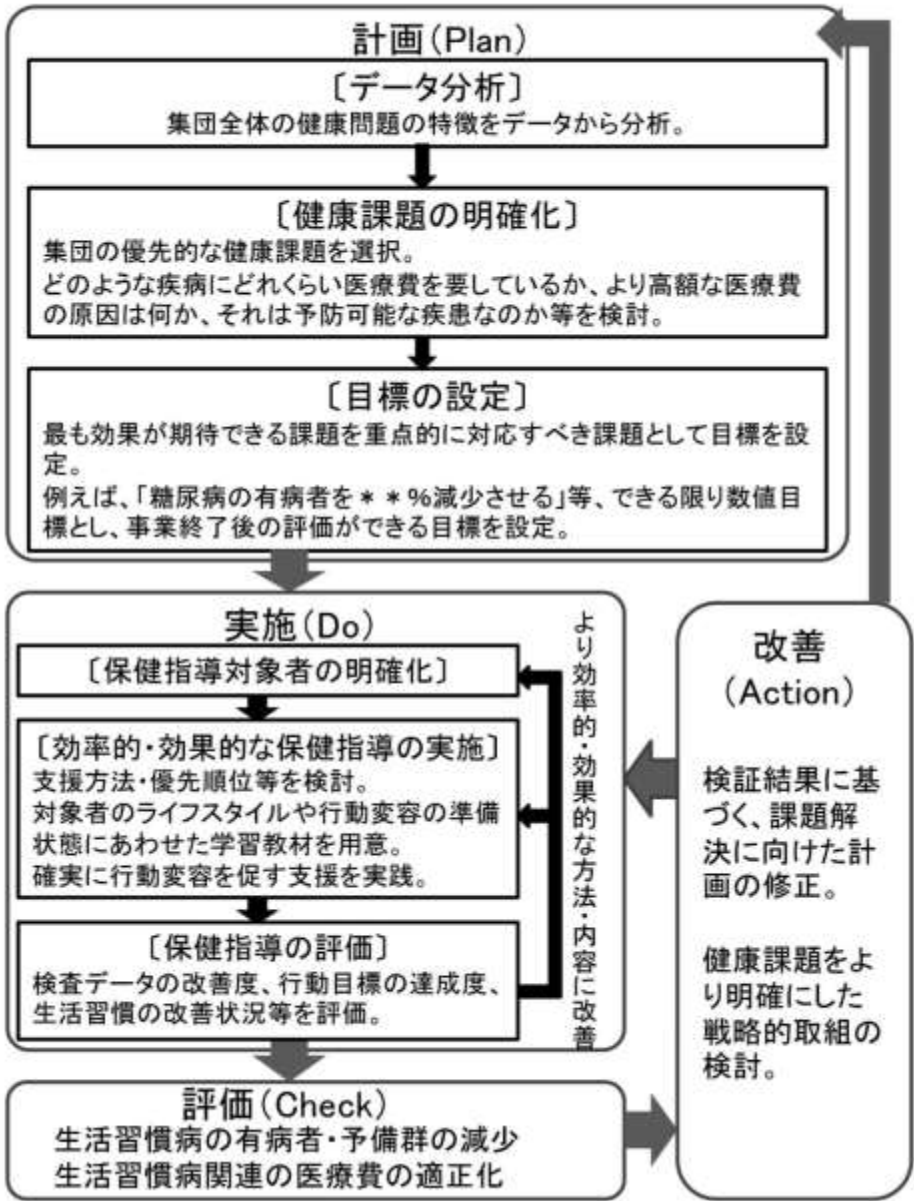 計画(Plan)
〔データ分析〕
集団全体の健康問題の特徴をデータから分析。
〔健康課題の明確化〕
集団の優先的な健康課題を選択。
どのような疾病にどれくらい医療費を要しているか、より高額な医療費
の原因は何か、それは予防可能な疾患なのか等を検討。
〔目標の設定〕
最も効果が期待できる課題を重点的に対応すべき課題として目標を設
定。
例えば、「糖尿病の有病者を＊＊%減少させる」等、できる限り数値目
標とし、事業終了後の評価ができる目標を設定。
実施(Do)
〔保健指導対象者の明確化〕
〔効率的・効果的な保健指導の実施〕
支援方法・優先順位等を検討。
対象者のライフスタイルや行動変容の準備
状態にあわせた学習教材を用意。
確実に行動変容を促す支援を実践。
〔保健指導の評価〕
検査データの改善度、行動目標の達成度、
生活習慣の改善状況等を評価。
より効率的・効果的な方法・内容に改善
評価(Check)
生活習慣病の有病者・予備群の減少
生活習慣病関連の医療費の適正化
改善
(Action)
検証結果に基
づく、課題解
決に向けた計
画の修正。
健康課題をよ
り明確にした
戦略的取組の
検討。